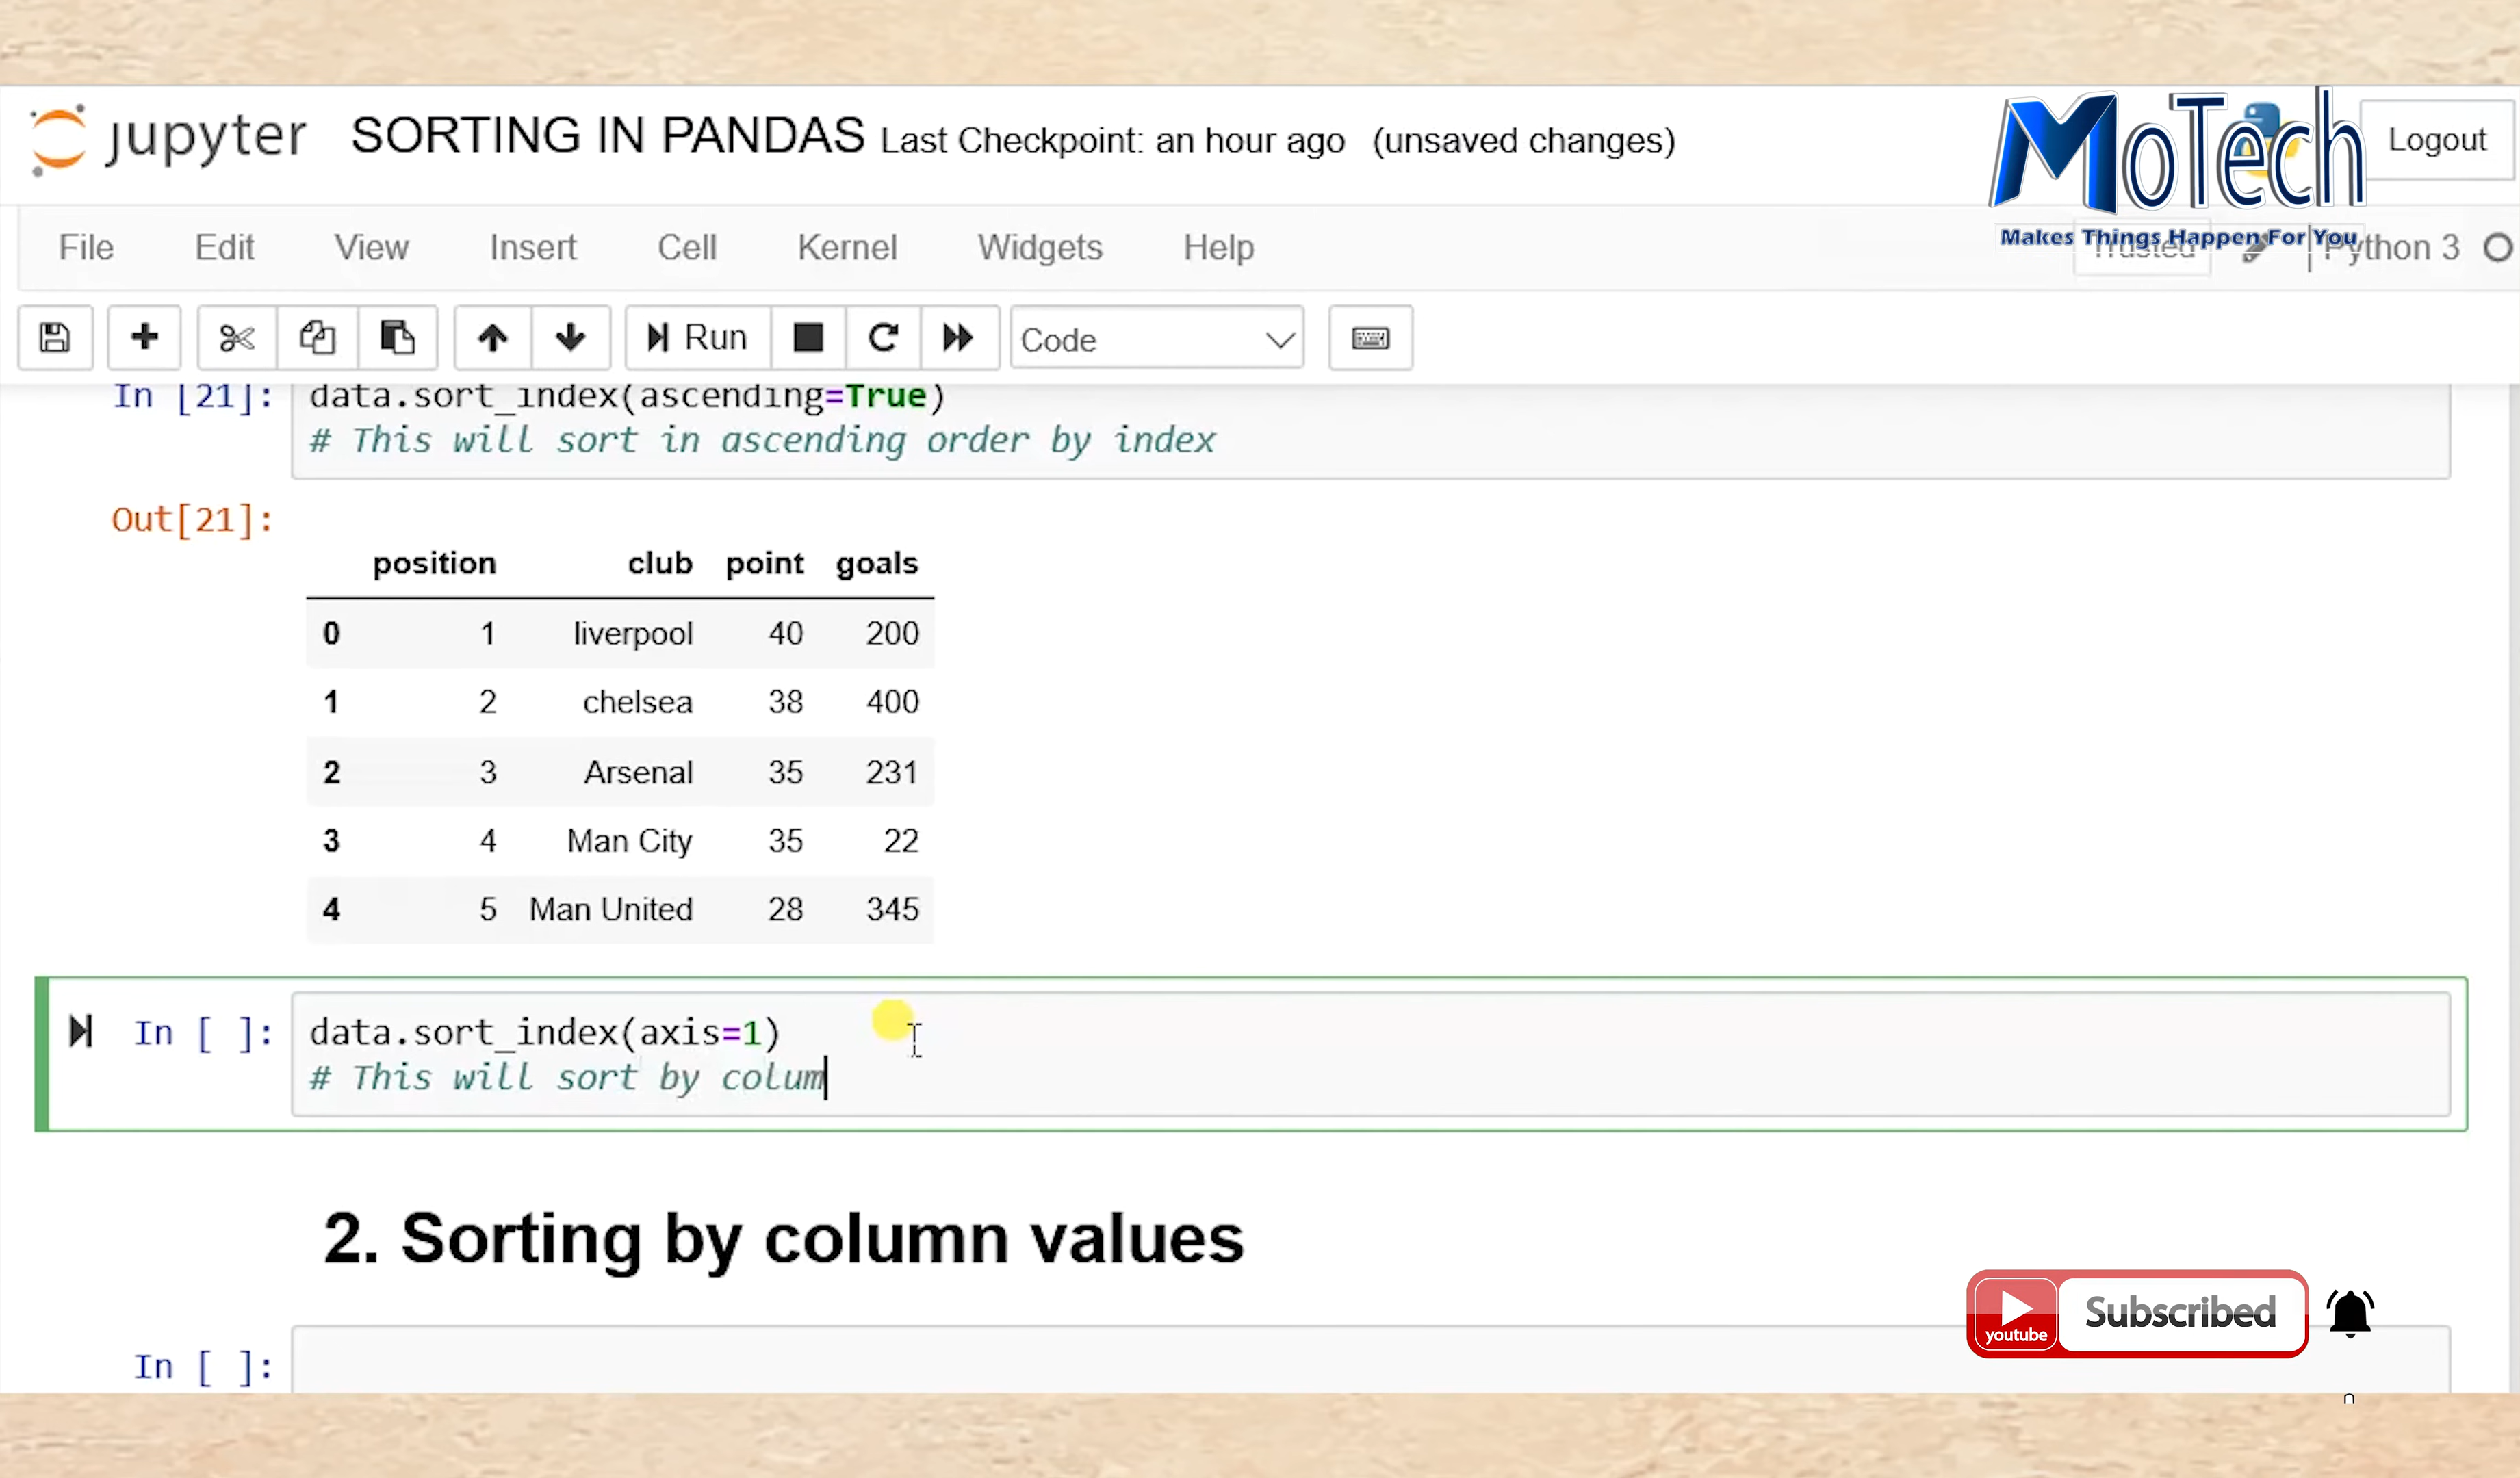 jupyter SORTING IN PANDAS Last Checkpoint: an hour ago (unsaved changes)
MoTech
Makes Things Happen For You
Logout
File Edit View Insert Cell Kernel Widgets Help Trusted Python 3
Run Code
In [21]: data.sort_index(ascending=True)
# This will sort in ascending order by index
Out[21]:
position club point goals
0 1 liverpool 40 200
1 2 chelsea 38 400
2 3 Arsenal 35 231
3 4 Man City 35 22
4 5 Man United 28 345
In [ ]: data.sort_index(axis=1)
# This will sort by colum
2. Sorting by column values
youtube Subscribed
In [ ]: